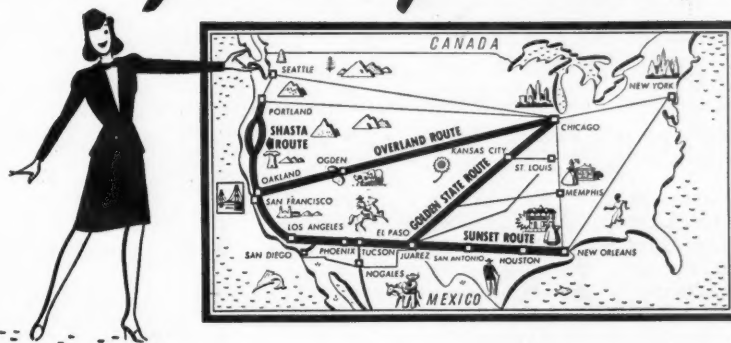 CANADA
SEATTLE
NEW YORK
PORTLAND
CHICAGO
SHASTA
ROUTE
OVERLAND ROUTE
KANSAS CITY
OGDEN
ST. LOUIS
OAKLAND
GOLDEN STATE ROUTE
MEMPHIS
SAN FRANCISCO
LOS ANGELES
EL PASO
SUNSET ROUTE
SAN DIEGO
PHOENIX
TUCSON
JUAREZ
SAN ANTONIO
HOUSTON
NEW ORLEANS
NOGALES
MEXICO